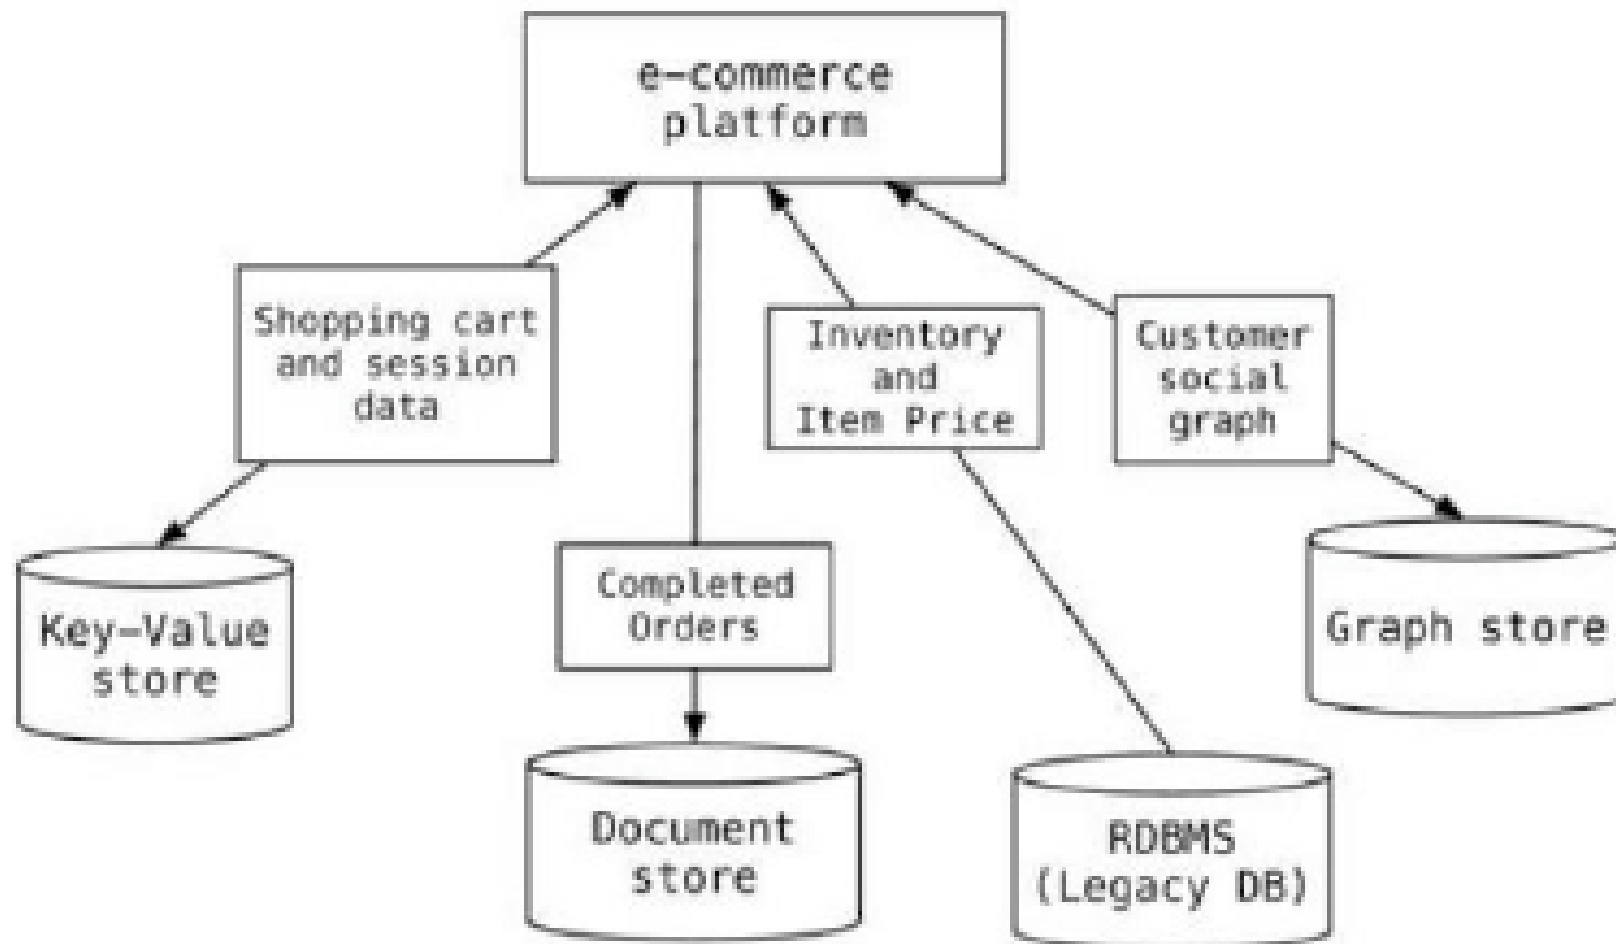 e-commerce
platform
Shopping cart
and session
data
Inventory
and
Item Price
Customer
social
graph
Completed
Orders
Key-Value
store
Graph store
Document
store
RDBMS
(Legacy DB)